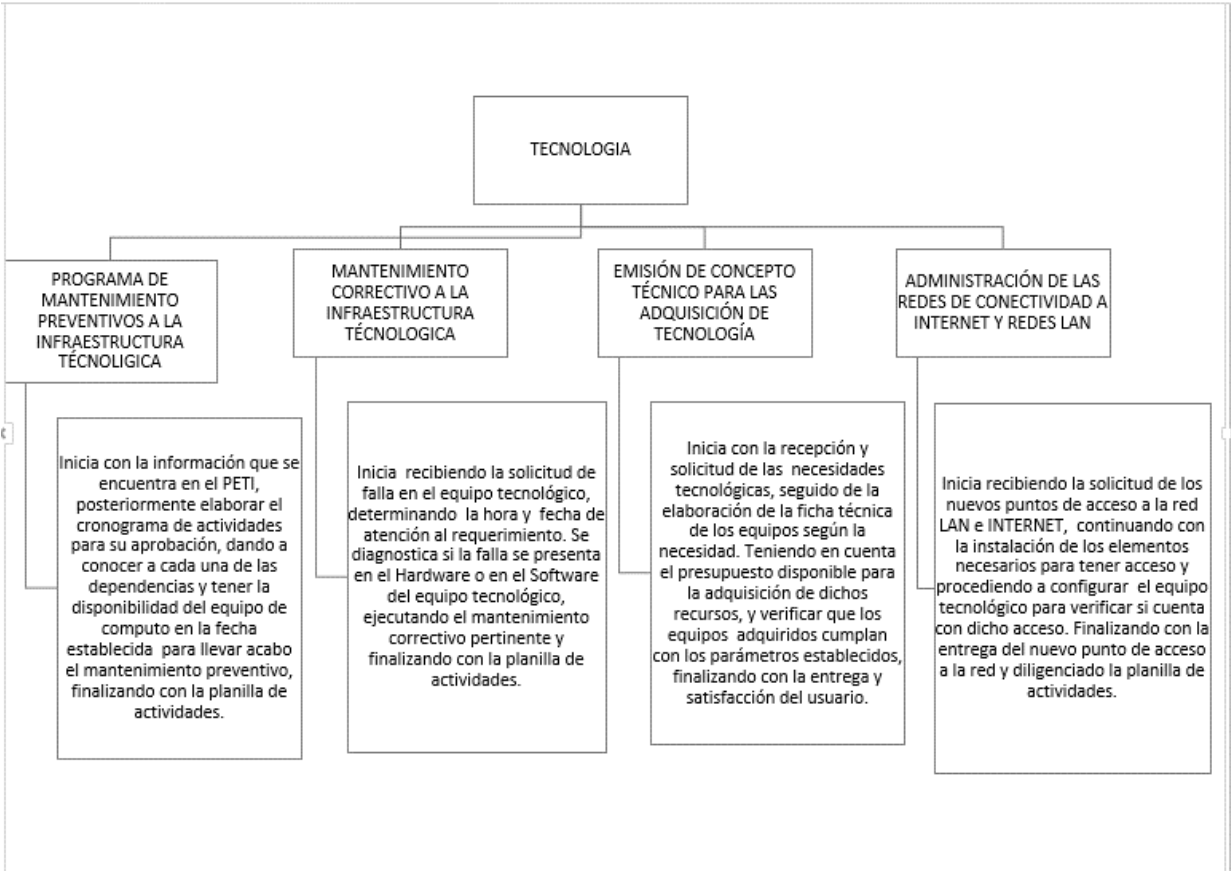 TECNOLOGIA
PROGRAMA DE
MANTENIMIENTO
PREVENTIVOS A LA
INFRAESTRUCTURA
TÉCNOLIGICA
MANTENIMIENTO
CORRECTIVO A LA
INFRAESTRUCTURA
TÉCNOLOGICA
EMISIÓN DE CONCEPTO
TÉCNICO PARA LAS
ADQUISICIÓN DE
TECNOLOGÍA
ADMINISTRACIÓN DE LAS
REDES DE CONECTIVIDAD A
INTERNET Y REDES LAN
Inicia con la información que se
encuentra en el PETI,
posteriormente elaborar el
cronograma de actividades
para su aprobación, dando a
conocer a cada una de las
dependencias y tener la
disponibilidad del equipo de
computo en la fecha
establecida  para llevar acabo
el mantenimiento preventivo,
finalizando con la planilla de
actividades.
Inicia  recibiendo la solicitud de
falla en el equipo tecnológico,
determinando  la hora y  fecha de
atención al requerimiento. Se
diagnostica si la falla se presenta
en el Hardware o en el Software
del equipo tecnológico,
ejecutando el mantenimiento
correctivo pertinente y
finalizando con la planilla de
actividades.
Inicia con la recepción y
solicitud de las  necesidades
tecnológicas, seguido de la
elaboración de la ficha técnica
de los equipos según la
necesidad. Teniendo en cuenta
el presupuesto disponible para
la adquisición de dichos
recursos, y verificar que los
equipos  adquiridos cumplan
con los parámetros establecidos,
finalizando con la entrega y
satisfacción del usuario.
Inicia recibiendo la solicitud de los
nuevos puntos de acceso a la red
LAN e INTERNET,  continuando con
la instalación de los elementos
necesarios para tener acceso y
procediendo a configurar  el equipo
tecnológico para verificar si cuenta
con dicho acceso. Finalizando con la
entrega del nuevo punto de acceso
a la red y diligenciado la planilla de
actividades.